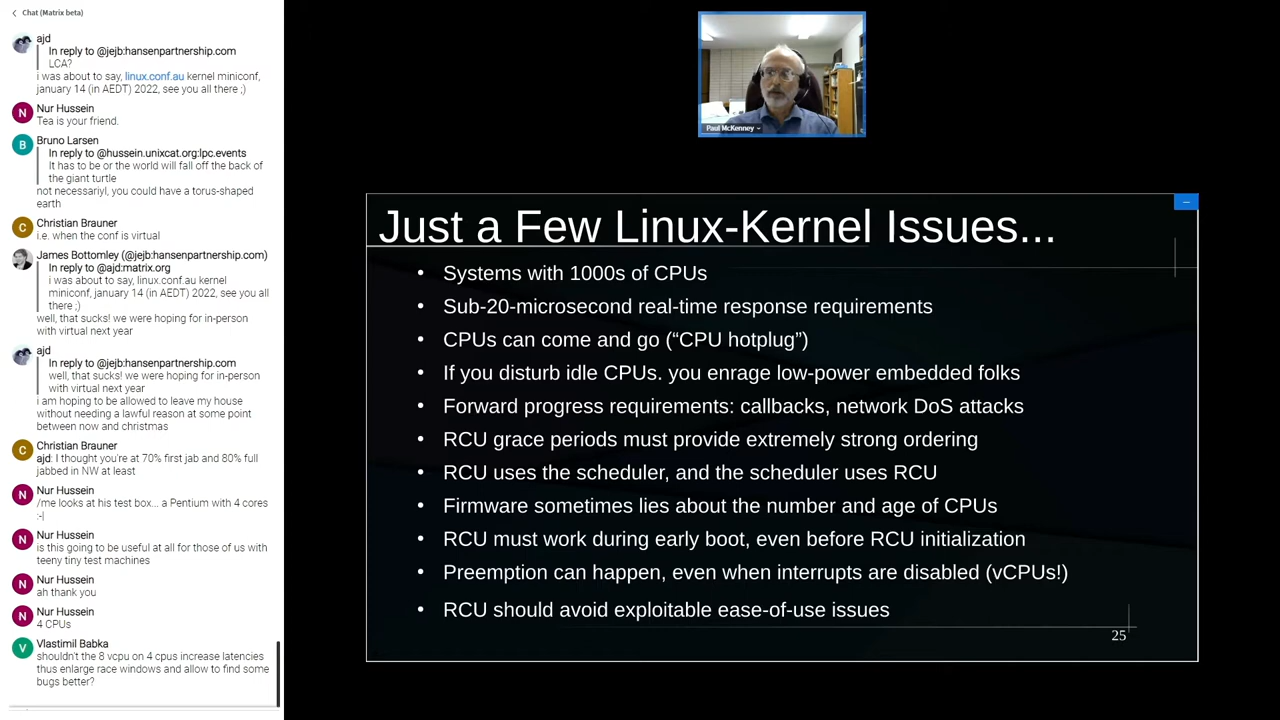 Chat (Matrix beta)
ajd
In reply to @jejb:hansenpartnership.com
LCA?
i was about to say, linux.conf.au kernel miniconf,
january 14 (in AEDT) 2022, see you all there ;)
Nur Hussein
Tea is your friend.
Bruno Larsen
In reply to @hussein.unixcat.org:lpc.events
It has to be or the world will fall off the back of
the giant turtle
not necessariyl, you could have a torus-shaped
earth
Christian Brauner
i.e. when the conf is virtual
James Bottomley (@jejb:hansenpartnership.com)
In reply to @ajd:matrix.org
i was about to say, linux.conf.au kernel
miniconf, january 14 (in AEDT) 2022, see you all
there ;)
well, that sucks! we were hoping for in-person
with virtual next year
ajd
In reply to @jejb:hansenpartnership.com
well, that sucks! we were hoping for in-person
with virtual next year
i am hoping to be allowed to leave my house
without needing a lawful reason at some point
between now and christmas
Christian Brauner
ajd: I thought you're at 70% first jab and 80% full
jabbed in NW at least
Nur Hussein
/me looks at his test box... a Pentium with 4 cores
:-|
Nur Hussein
is this going to be useful at all for those of us with
teeny tiny test machines
Nur Hussein
ah thank you
Nur Hussein
4 CPUs
Vlastimil Babka
shouldn't the 8 vcpu on 4 cpus increase latencies
thus enlarge race windows and allow to find some
bugs better?
Paul McKenney
Just a Few Linux-Kernel Issues...
• Systems with 1000s of CPUs
• Sub-20-microsecond real-time response requirements
• CPUs can come and go (“CPU hotplug”)
• If you disturb idle CPUs. you enrage low-power embedded folks
• Forward progress requirements: callbacks, network DoS attacks
• RCU grace periods must provide extremely strong ordering
• RCU uses the scheduler, and the scheduler uses RCU
• Firmware sometimes lies about the number and age of CPUs
• RCU must work during early boot, even before RCU initialization
• Preemption can happen, even when interrupts are disabled (vCPUs!)
• RCU should avoid exploitable ease-of-use issues
25